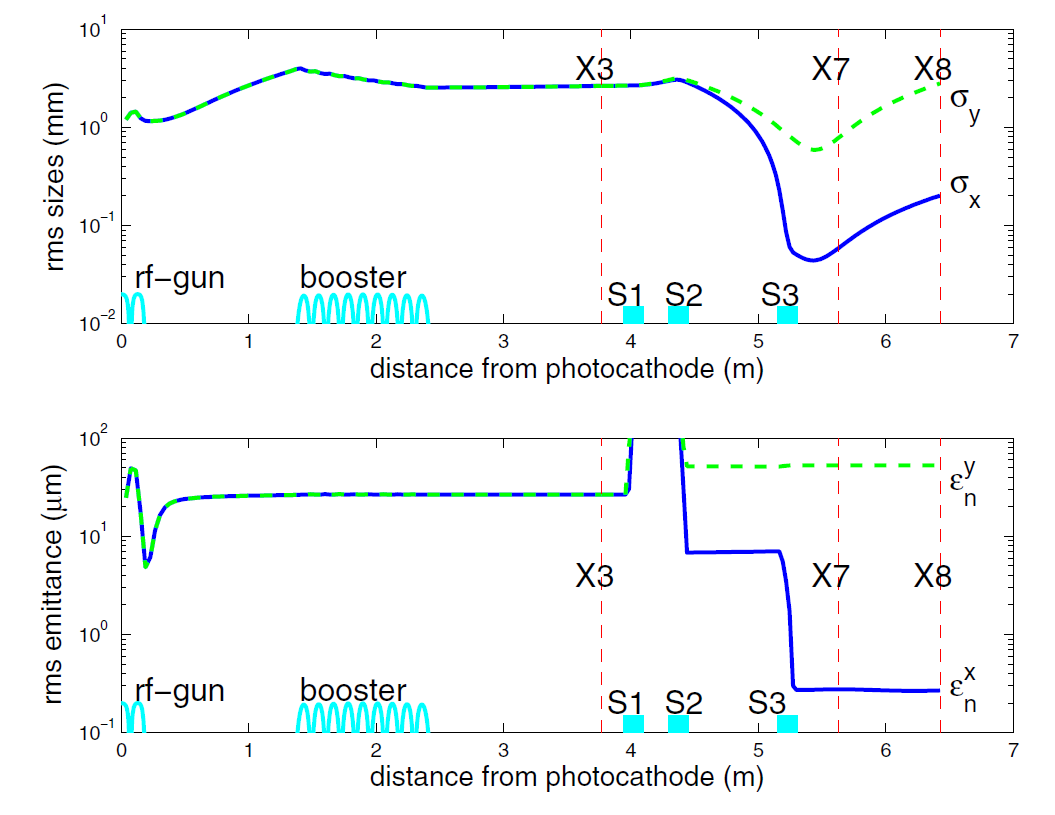 10^1
10^0
10^-1
10^-2
rms sizes (mm)
X3 X7 X8
σ_y
σ_x
rf-gun booster S1 S2 S3
0 1 2 3 4 5 6 7
distance from photocathode (m)
10^2
10^1
10^0
10^-1
rms emittance (μm)
ε_n^y
X3 X7 X8
ε_n^x
rf-gun booster S1 S2 S3
0 1 2 3 4 5 6 7
distance from photocathode (m)